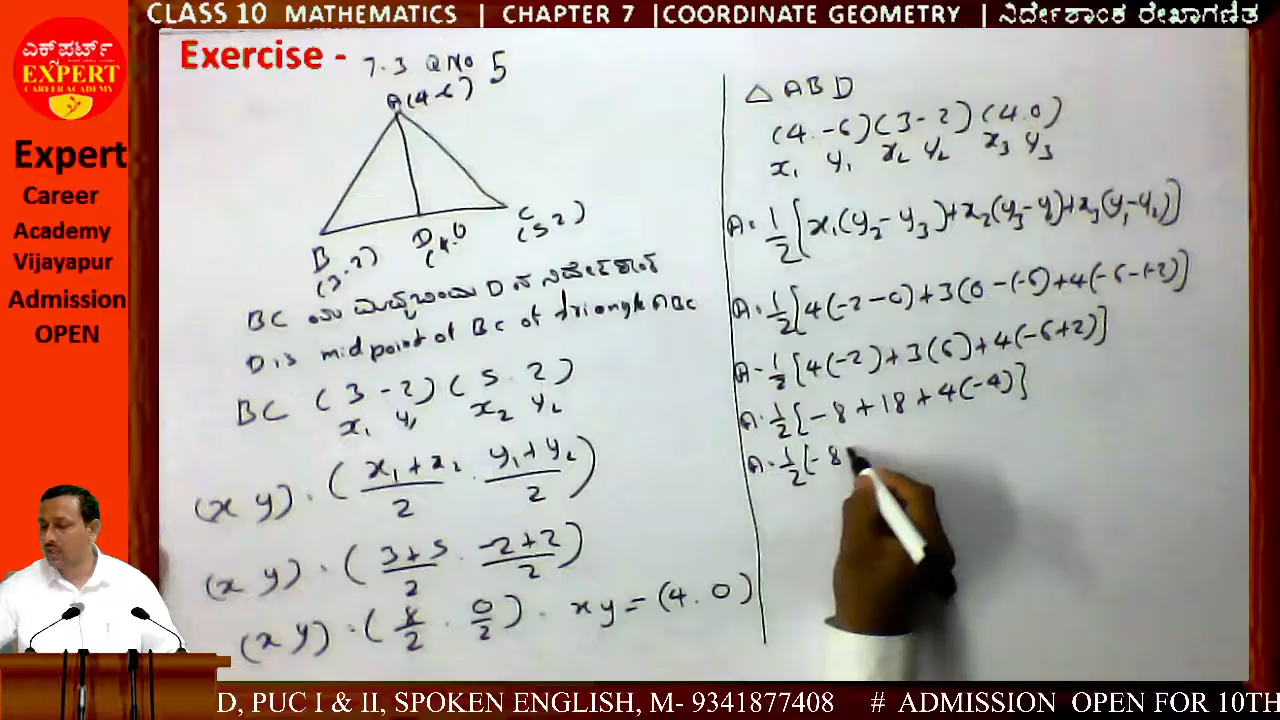 CLASS 10 MATHEMATICS | CHAPTER 7 |COORDINATE GEOMETRY | ನಿರ್ದೇಶಾಂಕ ರೇಖಾಗಣಿತ
ಎಕ್ಸ್‌ಪರ್ಟ್
EXPERT
CAREER ACADEMY
Expert
Career
Academy
Vijayapur
Admission
OPEN
Exercise - 7.3 Q No 5
A(4-6)
B
(3-2)
D
(4.0
C
(5 2)
BC ಯ ಮಧ್ಯಬಿಂದು D ನ ನಿರ್ದೇಶಾಂಕ
D is midpoint of BC of triangle ABC
BC (3 -2) (5. 2)
x₁ y₁ x₂ y₂
(x y) . (x₁+x₂/2 . y₁+y₂/2)
(x y) . (3+5/2 . -2+2/2)
(x y) . (8/2 . 0/2) . x y = (4.0)
△ ABD
(4.-6)(3-2)(4.0)
x₁ y₁ x₂ y₂ x₃ y₃
A=1/2[x₁(y₂-y₃)+x₂(y₃-y₁)+x₃(y₁-y₂)]
A=1/2[4(-2-0)+3(0-(-6)+4(-6-(-2)]
A=1/2[4(-2)+3(6)+4(-6+2)]
A=1/2[-8+18+4(-4)]
A=1/2(-8
D, PUC I & II, SPOKEN ENGLISH, M- 9341877408 # ADMISSION OPEN FOR 10TH